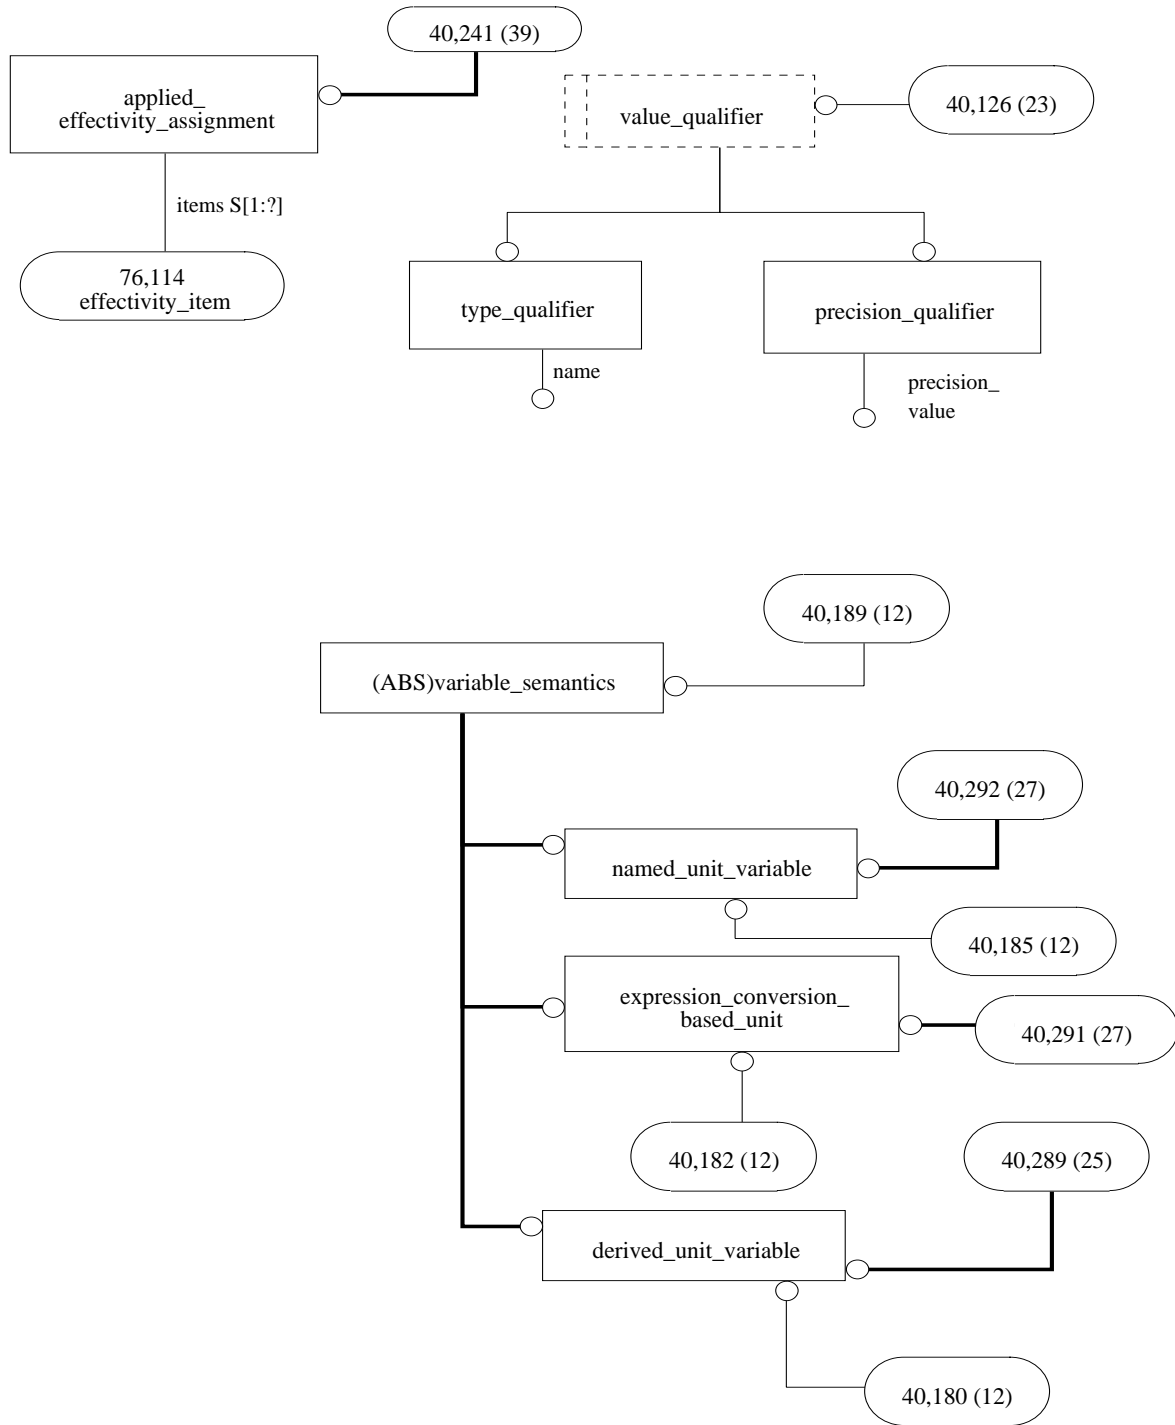 40,241 (39)
applied_
effectivity_assignment
value_qualifier
40,126 (23)
items S[1:?]
76,114
effectivity_item
type_qualifier
precision_qualifier
name
precision_
value
40,189 (12)
(ABS)variable_semantics
40,292 (27)
named_unit_variable
40,185 (12)
expression_conversion_
based_unit
40,291 (27)
40,182 (12)
40,289 (25)
derived_unit_variable
40,180 (12)